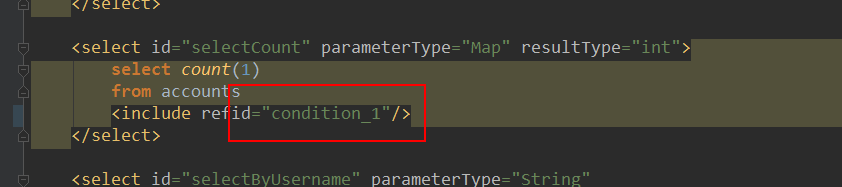 </select>
<select id="selectCount" parameterType="Map" resultType="int">
select count(1)
from accounts
<include refid="condition_1"/>
</select>
<select id="selectByUsername" parameterType="String"